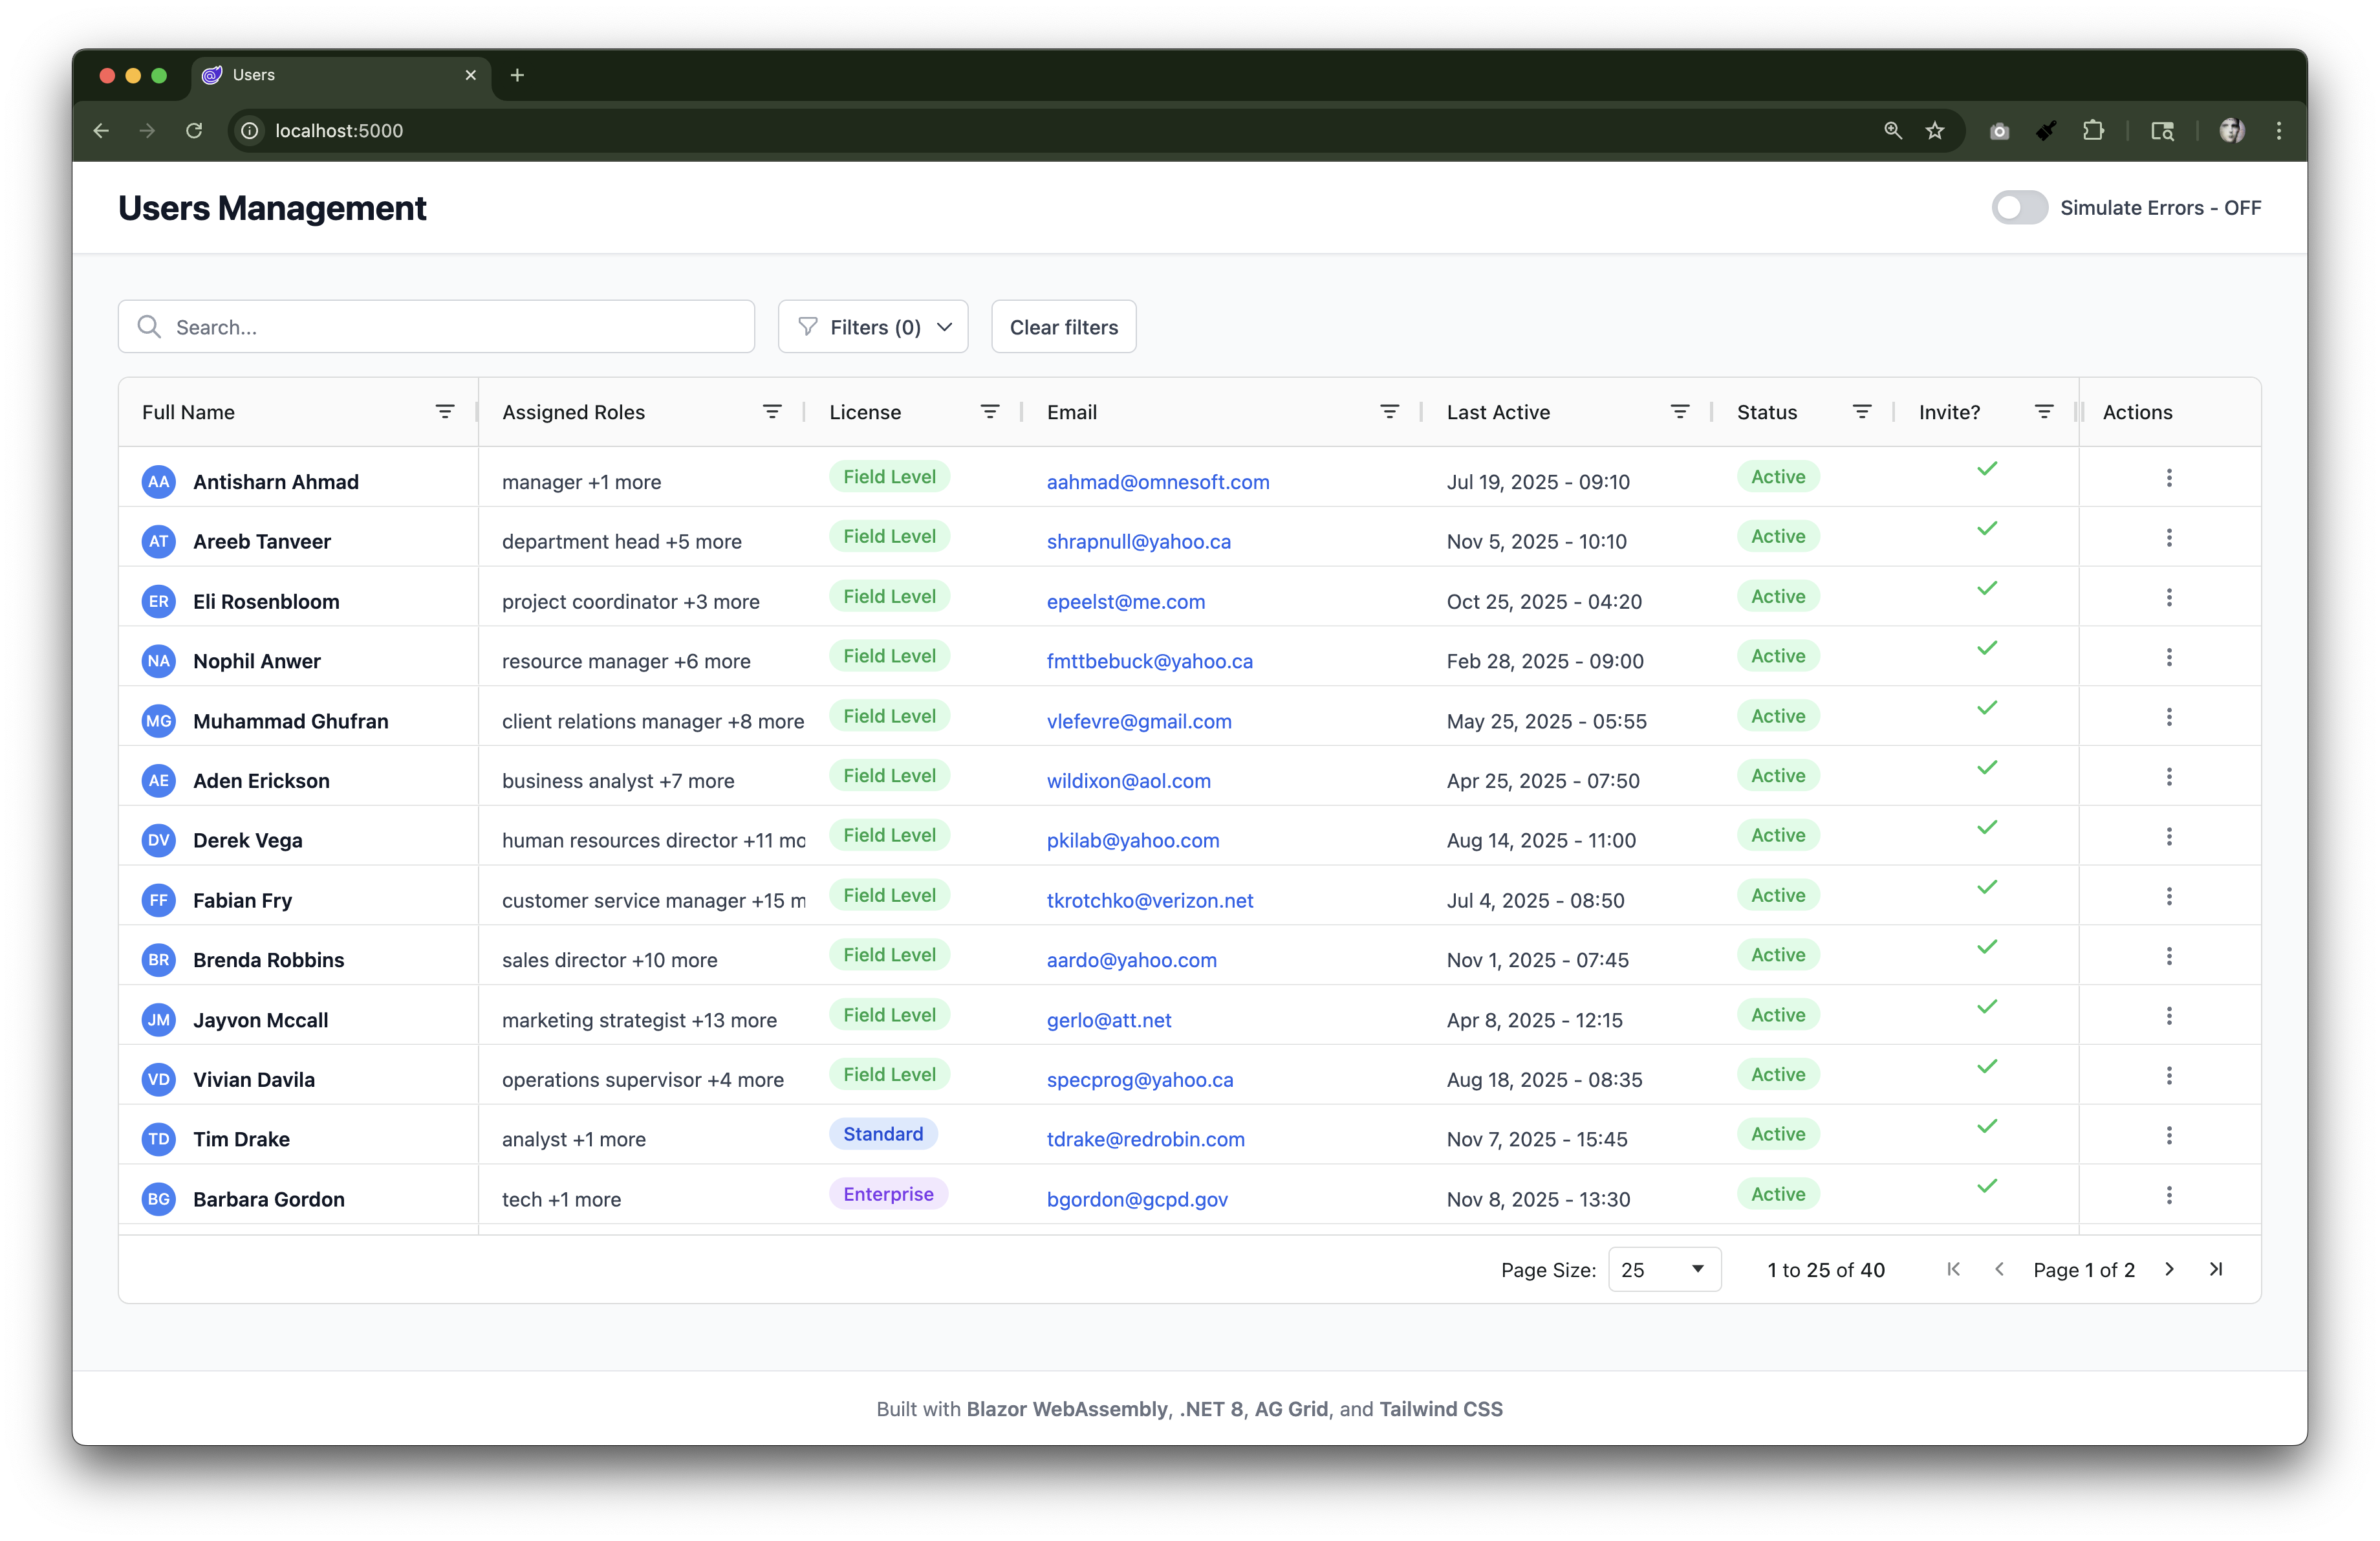 Users
localhost:5000
Users Management
Simulate Errors - OFF
Search...
Filters (0)
Clear filters
Full Name Assigned Roles License Email Last Active Status Invite? Actions
AA Antisharn Ahmad manager +1 more Field Level aahmad@omnesoft.com Jul 19, 2025 - 09:10 Active
AT Areeb Tanveer department head +5 more Field Level shrapnull@yahoo.ca Nov 5, 2025 - 10:10 Active
ER Eli Rosenbloom project coordinator +3 more Field Level epeelst@me.com Oct 25, 2025 - 04:20 Active
NA Nophil Anwer resource manager +6 more Field Level fmttbebuck@yahoo.ca Feb 28, 2025 - 09:00 Active
MG Muhammad Ghufran client relations manager +8 more Field Level vlefevre@gmail.com May 25, 2025 - 05:55 Active
AE Aden Erickson business analyst +7 more Field Level wildixon@aol.com Apr 25, 2025 - 07:50 Active
DV Derek Vega human resources director +11 mo Field Level pkilab@yahoo.com Aug 14, 2025 - 11:00 Active
FF Fabian Fry customer service manager +15 m Field Level tkrotchko@verizon.net Jul 4, 2025 - 08:50 Active
BR Brenda Robbins sales director +10 more Field Level aardo@yahoo.com Nov 1, 2025 - 07:45 Active
JM Jayvon Mccall marketing strategist +13 more Field Level gerlo@att.net Apr 8, 2025 - 12:15 Active
VD Vivian Davila operations supervisor +4 more Field Level specprog@yahoo.ca Aug 18, 2025 - 08:35 Active
TD Tim Drake analyst +1 more Standard tdrake@redrobin.com Nov 7, 2025 - 15:45 Active
BG Barbara Gordon tech +1 more Enterprise bgordon@gcpd.gov Nov 8, 2025 - 13:30 Active
Page Size: 25 1 to 25 of 40 Page 1 of 2
Built with Blazor WebAssembly, .NET 8, AG Grid, and Tailwind CSS